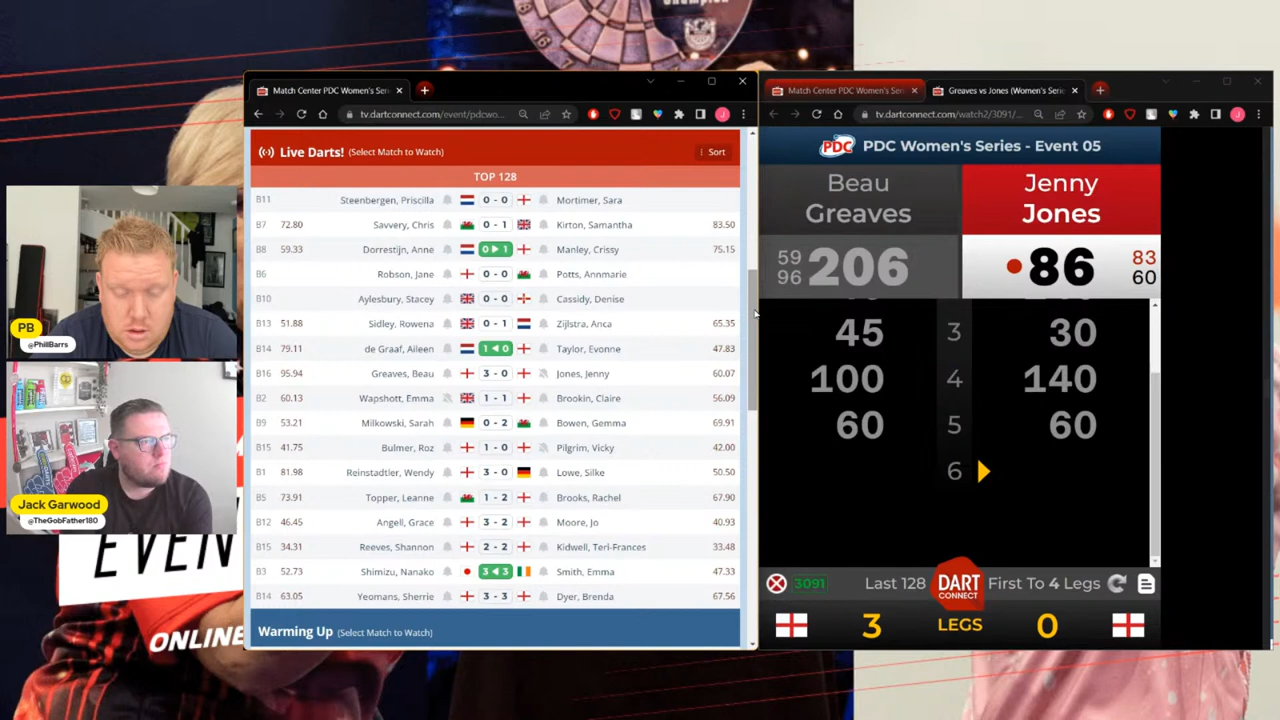 Match Center PDC Women's Seri
tv.dartconnect.com/event/pdcwo...
Live Darts! (Select Match to Watch)
Sort
TOP 128
B11 Steenbergen, Priscilla 0 - 0 Mortimer, Sara
B7 72.80 Savvery, Chris 0 - 1 Kirton, Samantha 83.50
B8 59.33 Dorrestijn, Anne 0 ▶ 1 Manley, Crissy 75.15
B6 Robson, Jane 0 - 0 Potts, Annmarie
B10 Aylesbury, Stacey 0 - 0 Cassidy, Denise
B13 51.88 Sidley, Rowena 0 - 1 Zijlstra, Anca 65.35
B14 79.11 de Graaf, Aileen 1 ◀ 0 Taylor, Evonne 47.83
B16 95.94 Greaves, Beau 3 - 0 Jones, Jenny 60.07
B2 60.13 Wapshott, Emma 1 - 1 Brookin, Claire 56.09
B9 53.21 Milkowski, Sarah 0 - 2 Bowen, Gemma 69.91
B15 41.75 Bulmer, Roz 1 - 0 Pilgrim, Vicky 42.00
B1 81.98 Reinstadtler, Wendy 3 - 0 Lowe, Silke 50.50
B5 73.91 Topper, Leanne 1 - 2 Brooks, Rachel 67.90
B12 46.45 Angell, Grace 3 - 2 Moore, Jo 40.93
B15 34.31 Reeves, Shannon 2 - 2 Kidwell, Teri-Frances 33.48
B3 52.73 Shimizu, Nanako 3 ◀ 3 Smith, Emma 47.33
B14 63.05 Yeomans, Sherrie 3 - 3 Dyer, Brenda 67.56
Warming Up (Select Match to Watch)
Match Center PDC Women's Seri
Greaves vs Jones (Women's Serie
tv.dartconnect.com/watch2/3091/...
PDC PDC Women's Series - Event 05
Beau
Greaves
Jenny
Jones
59
96
206
86
83
60
45 3 30
100 4 140
60 5 60
6
3091 Last 128
DART
CONNECT
First To 4 Legs
3 LEGS 0
PB
@PhillBarrs
Jack Garwood
@TheGobFather180
EVEN
ONLINE